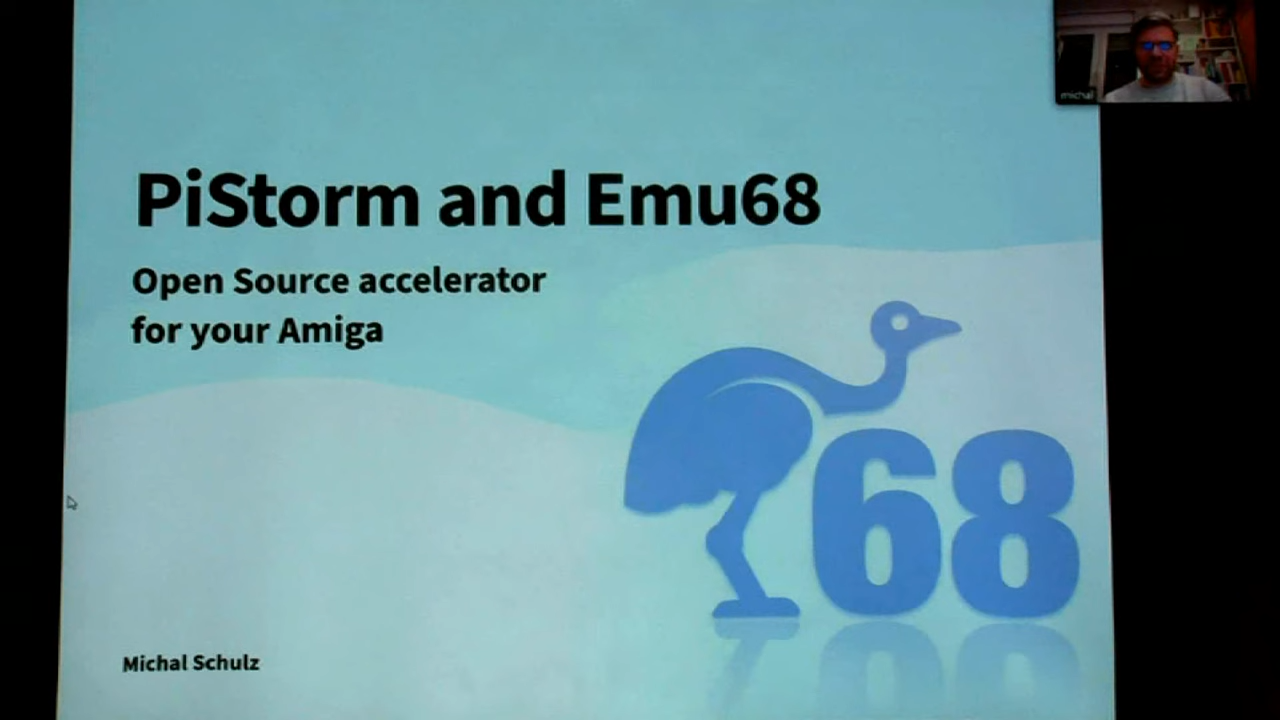 michal
PiStorm and Emu68
Open Source accelerator
for your Amiga
68
Michal Schulz